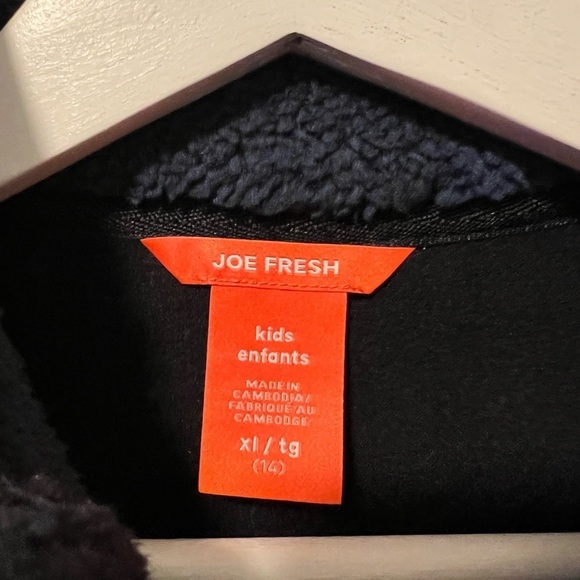 JOE FRESH
kids
enfants
MADE IN
CAMBODIA/
FABRIQUÉ AU
CAMBODGE
xl / tg
(14)